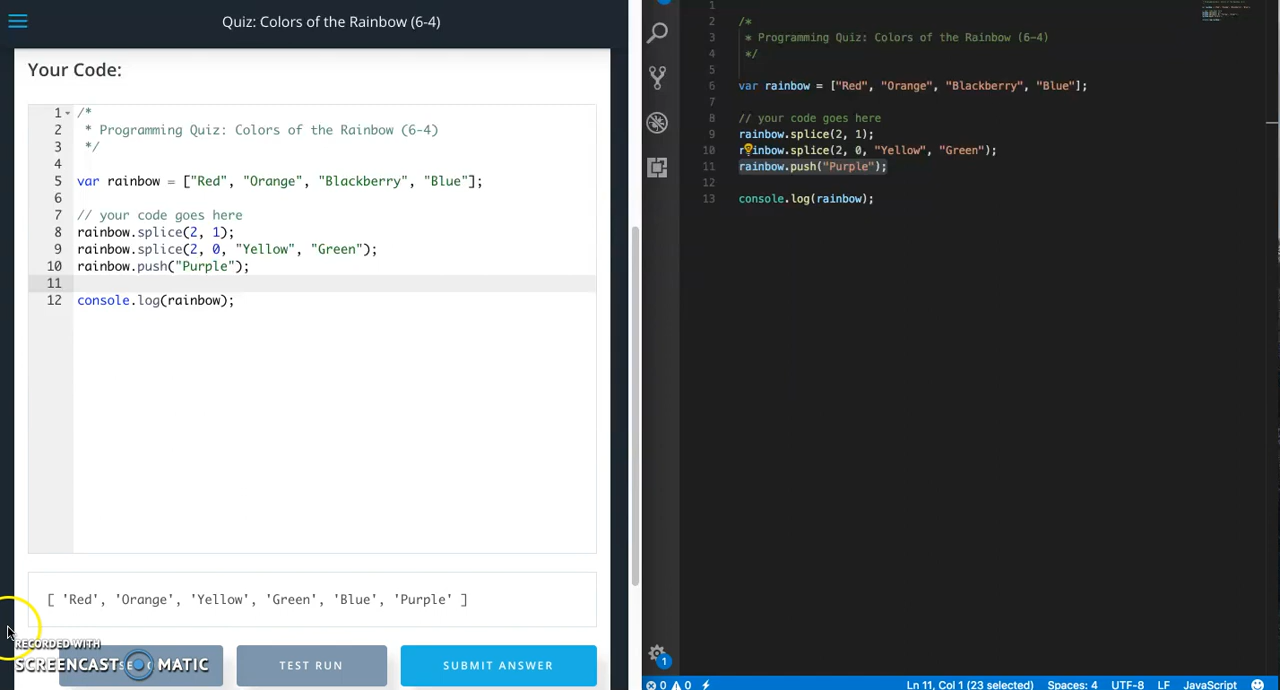 Quiz: Colors of the Rainbow (6-4)
Your Code:
1 /*
2 * Programming Quiz: Colors of the Rainbow (6-4)
3 */
4
5 var rainbow = ["Red", "Orange", "Blackberry", "Blue"];
6
7 // your code goes here
8 rainbow.splice(2, 1);
9 rainbow.splice(2, 0, "Yellow", "Green");
10 rainbow.push("Purple");
11
12 console.log(rainbow);
[ 'Red', 'Orange', 'Yellow', 'Green', 'Blue', 'Purple' ]
RECORDED WITH
SCREENCAST MATIC
TEST RUN
SUBMIT ANSWER
1
2 /*
3 * Programming Quiz: Colors of the Rainbow (6-4)
4 */
5
6 var rainbow = ["Red", "Orange", "Blackberry", "Blue"];
7
8 // your code goes here
9 rainbow.splice(2, 1);
10 r inbow.splice(2, 0, "Yellow", "Green");
11 rainbow.push("Purple");
12
13 console.log(rainbow);
1
0 0 Ln 11, Col 1 (23 selected) Spaces: 4 UTF-8 LF JavaScript